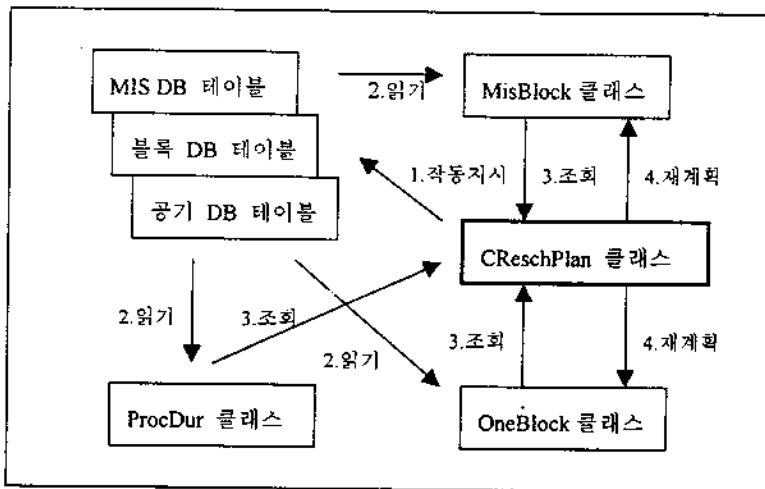 MIS DB 테이블
2.읽기
MisBlock 클래스
블록 DB 테이블
1.작동지시
3.조회
4.재계획
공기 DB 테이블
CReschPlan 클래스
2.읽기
3.조회
2.읽기
3.조회
4.재계획
ProcDur 클래스
OneBlock 클래스